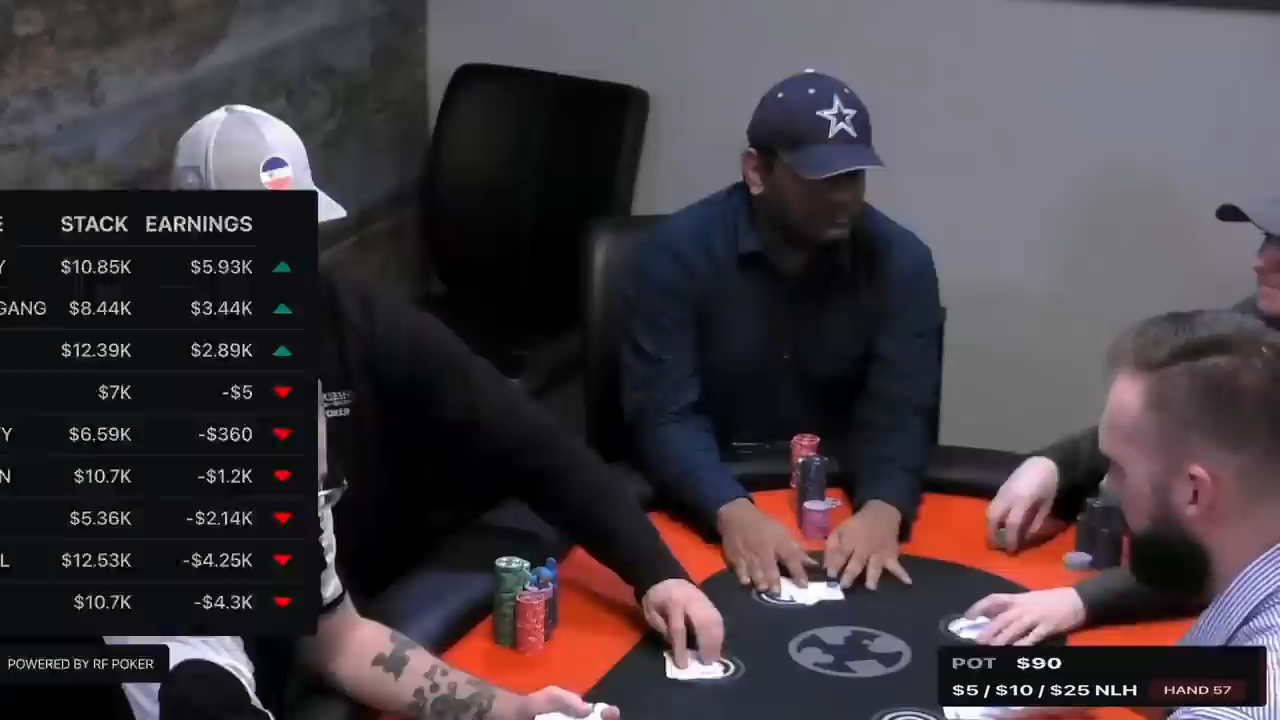 E STACK EARNINGS
Y $10.85K $5.93K
GANG $8.44K $3.44K
$12.39K $2.89K
$7K -$5
Y $6.59K -$360
N $10.7K -$1.2K
$5.36K -$2.14K
L $12.53K -$4.25K
$10.7K -$4.3K
POWERED BY RF POKER
POT $90
$5 / $10 / $25 NLH HAND 57